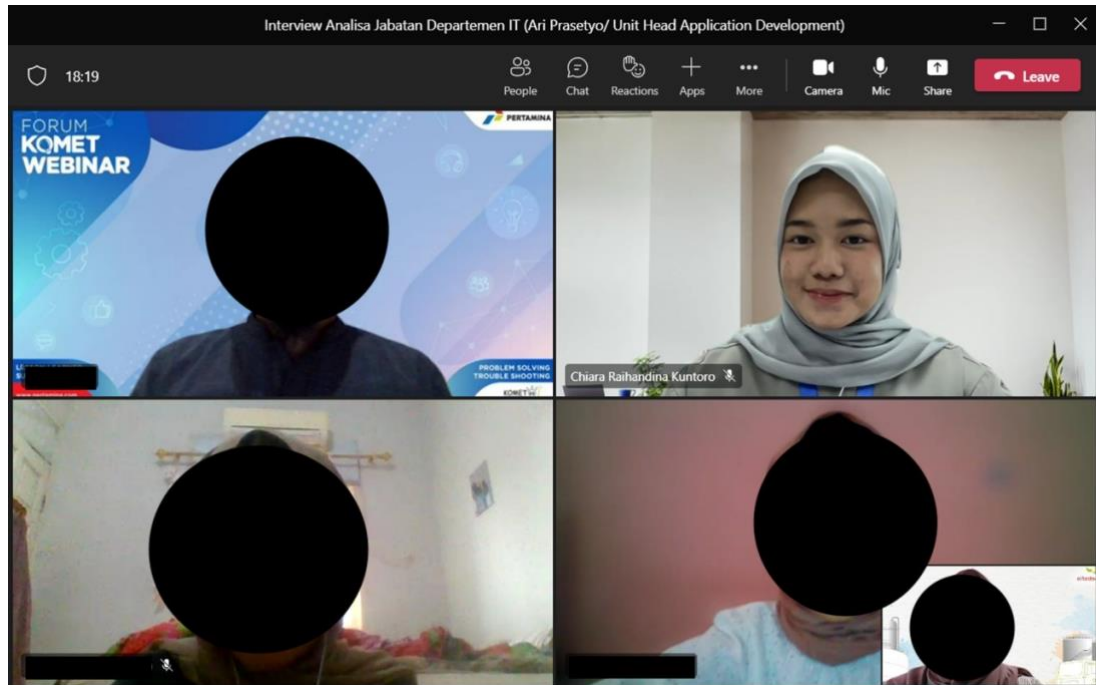 Interview Analisa Jabatan Departemen IT (Ari Prasetyo/ Unit Head Application Development)
18:19
People
Chat
Reactions
Apps
More
Camera
Mic
Share
Leave
FORUM
KOMET
WEBINAR
PERTAMINA
PROBLEM SOLVING
TROUBLE SHOOTING
KOMET
Chiara Raihandina Kuntoro